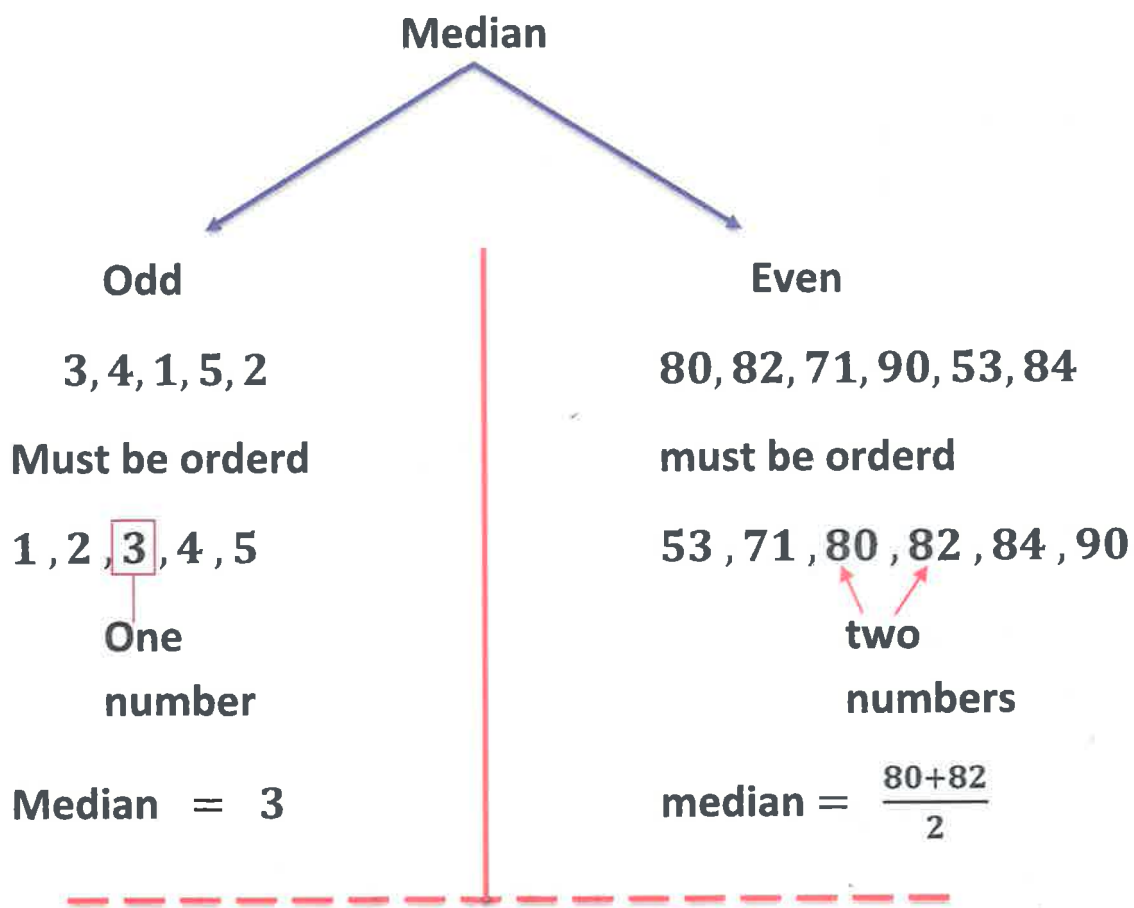 Median
Odd
3, 4, 1, 5, 2
Must be orderd
1 , 2 , 3 , 4 , 5
One
number
Median = 3
Even
80, 82, 71, 90, 53, 84
must be orderd
53 , 71 , 80 , 82 , 84 , 90
two
numbers
median = \frac{80+82}{2}